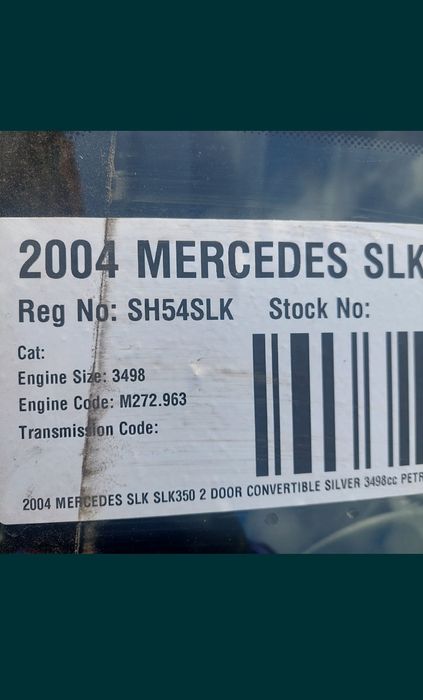 2004 MERCEDES SLK
Reg No: SH54SLK Stock No:
Cat:
Engine Size: 3498
Engine Code: M272.963
Transmission Code:
2004 MERCEDES SLK SLK350 2 DOOR CONVERTIBLE SILVER 3498cc PETR